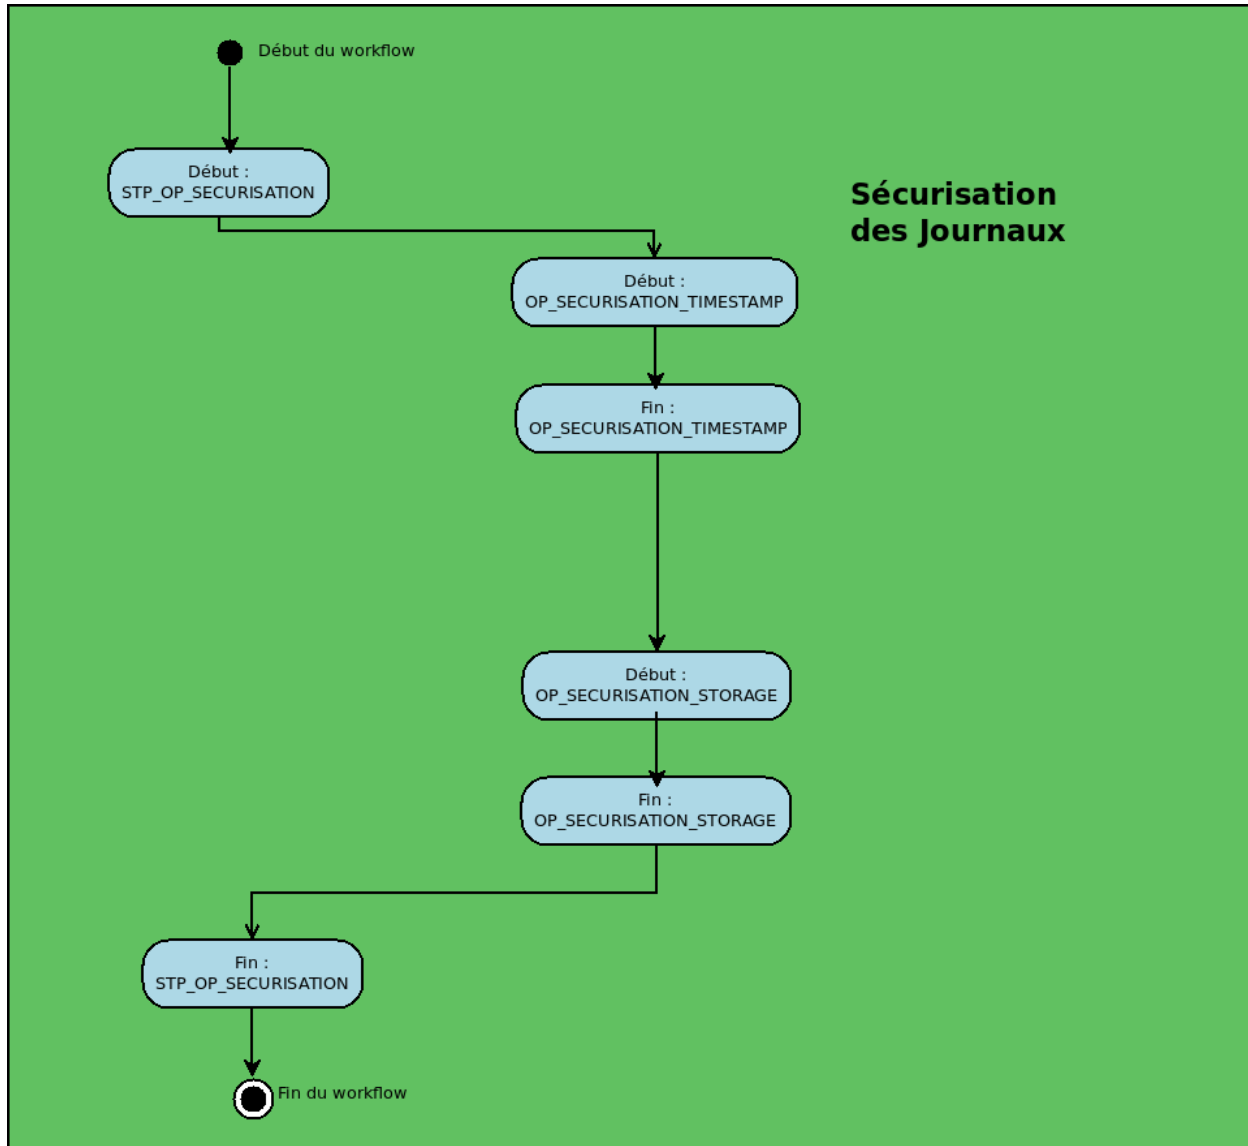 Début du workflow
Début :
STP_OP_SECURISATION
Sécurisation
des Journaux
Début :
OP_SECURISATION_TIMESTAMP
Fin :
OP_SECURISATION_TIMESTAMP
Début :
OP_SECURISATION_STORAGE
Fin :
OP_SECURISATION_STORAGE
Fin :
STP_OP_SECURISATION
Fin du workflow